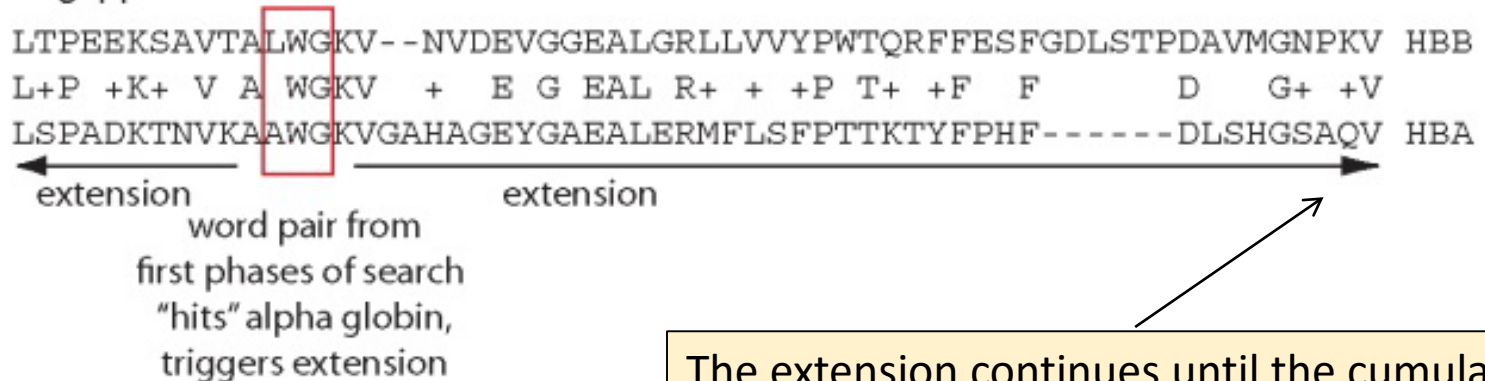 LTPEEKSAVTALWGKV--NVDEVGGEALGRLLVVYPWTQRFFESFGDLSTPDAVMGNPKV HBB
L+P +K+ V A WGKV + E G EAL R+ + +P T+ +F F D G+ +V
LSPADKTNVKAAWGKVGAHAGEYGAEALERMFLSFPTTKTYFPHF------DLSHGSAQV HBA
extension extension
word pair from
first phases of search
"hits" alpha globin,
triggers extension
The extension continues until the cumula